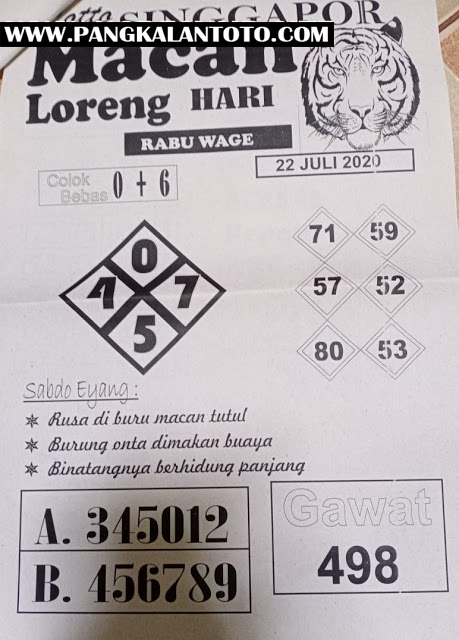 Lotto SINGGAPOR
WWW.PANGKALANTOTO.COM
Macan
Loreng HARI
RABU WAGE
22 JULI 2020
Colok Bebas 0 + 6
0
4 7
5
71 59
57 52
80 53
Sabdo Eyang :
Rusa di buru macan tutul
Burung onta dimakan buaya
Binatangnya berhidung panjang
A. 345012
B. 456789
Gawat
498